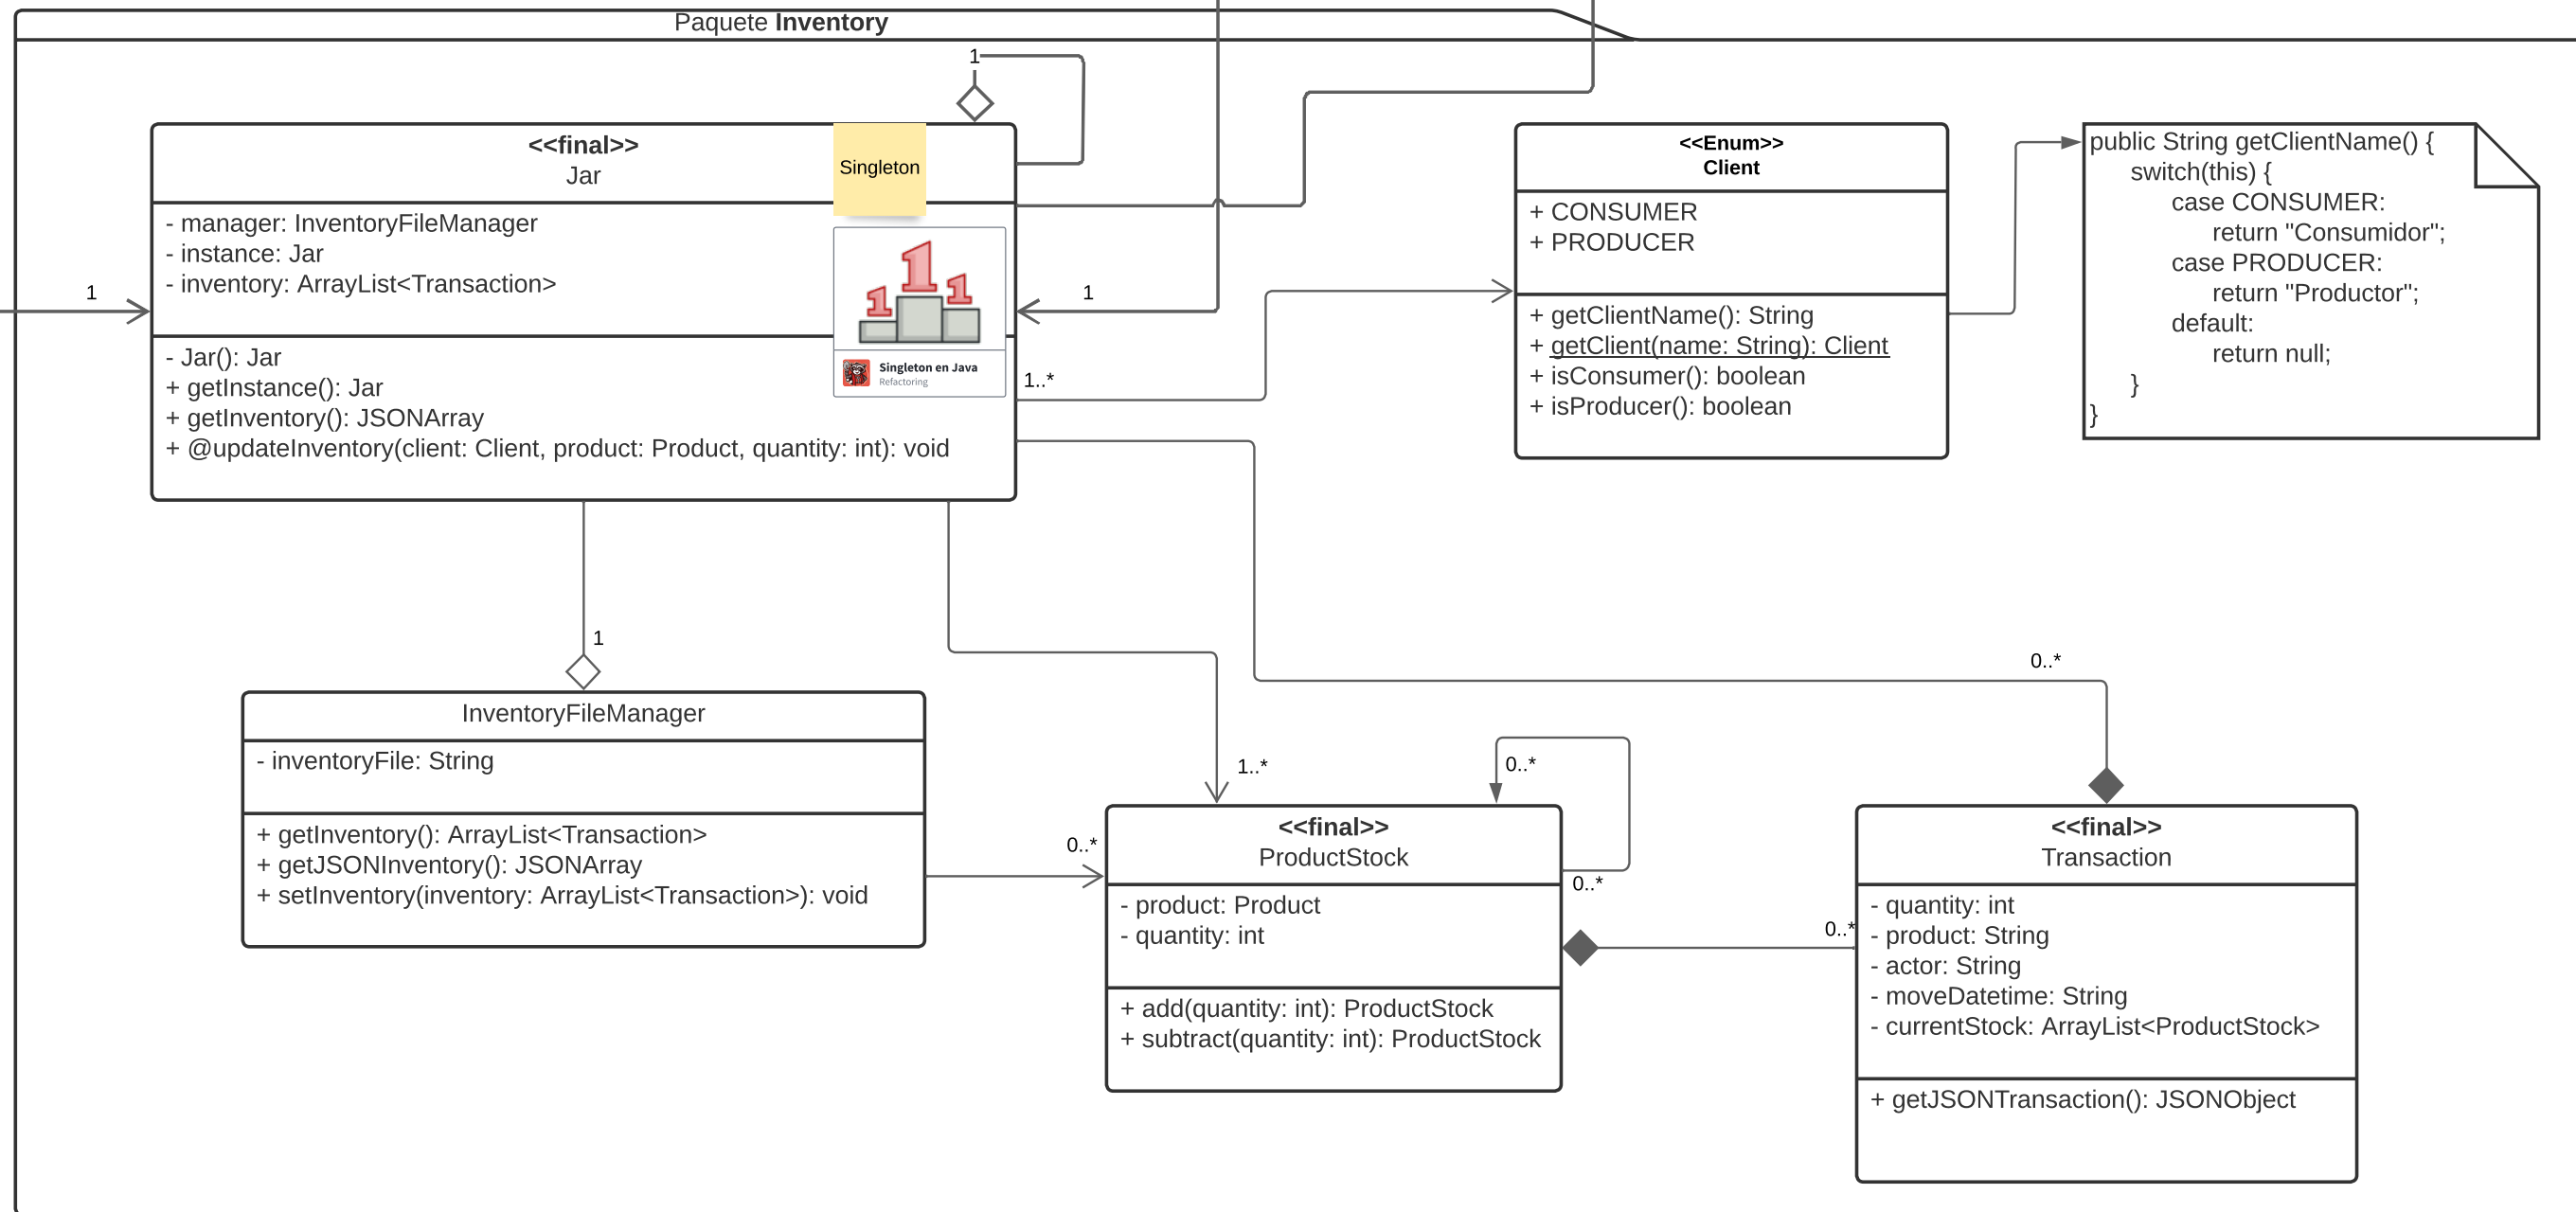 Paquete Inventory
1
<<final>>
Jar
Singleton
- manager: InventoryFileManager
- instance: Jar
- inventory: ArrayList<Transaction>
1
1
1
1
1
1
Singleton en Java
Refactoring
- Jar(): Jar
+ getInstance(): Jar
+ getInventory(): JSONArray
+ @updateInventory(client: Client, product: Product, quantity: int): void
1..*
<<Enum>>
Client
+ CONSUMER
+ PRODUCER
+ getClientName(): String
+ getClient(name: String): Client
+ isConsumer(): boolean
+ isProducer(): boolean
public String getClientName() {
switch(this) {
case CONSUMER:
return "Consumidor";
case PRODUCER:
return "Productor";
default:
return null;
}
}
1
InventoryFileManager
- inventoryFile: String
+ getInventory(): ArrayList<Transaction>
+ getJSONInventory(): JSONArray
+ setInventory(inventory: ArrayList<Transaction>): void
0..*
1..*
0..*
<<final>>
ProductStock
- product: Product
- quantity: int
+ add(quantity: int): ProductStock
+ subtract(quantity: int): ProductStock
0..*
0..*
0..*
<<final>>
Transaction
- quantity: int
- product: String
- actor: String
- moveDatetime: String
- currentStock: ArrayList<ProductStock>
+ getJSONTransaction(): JSONObject